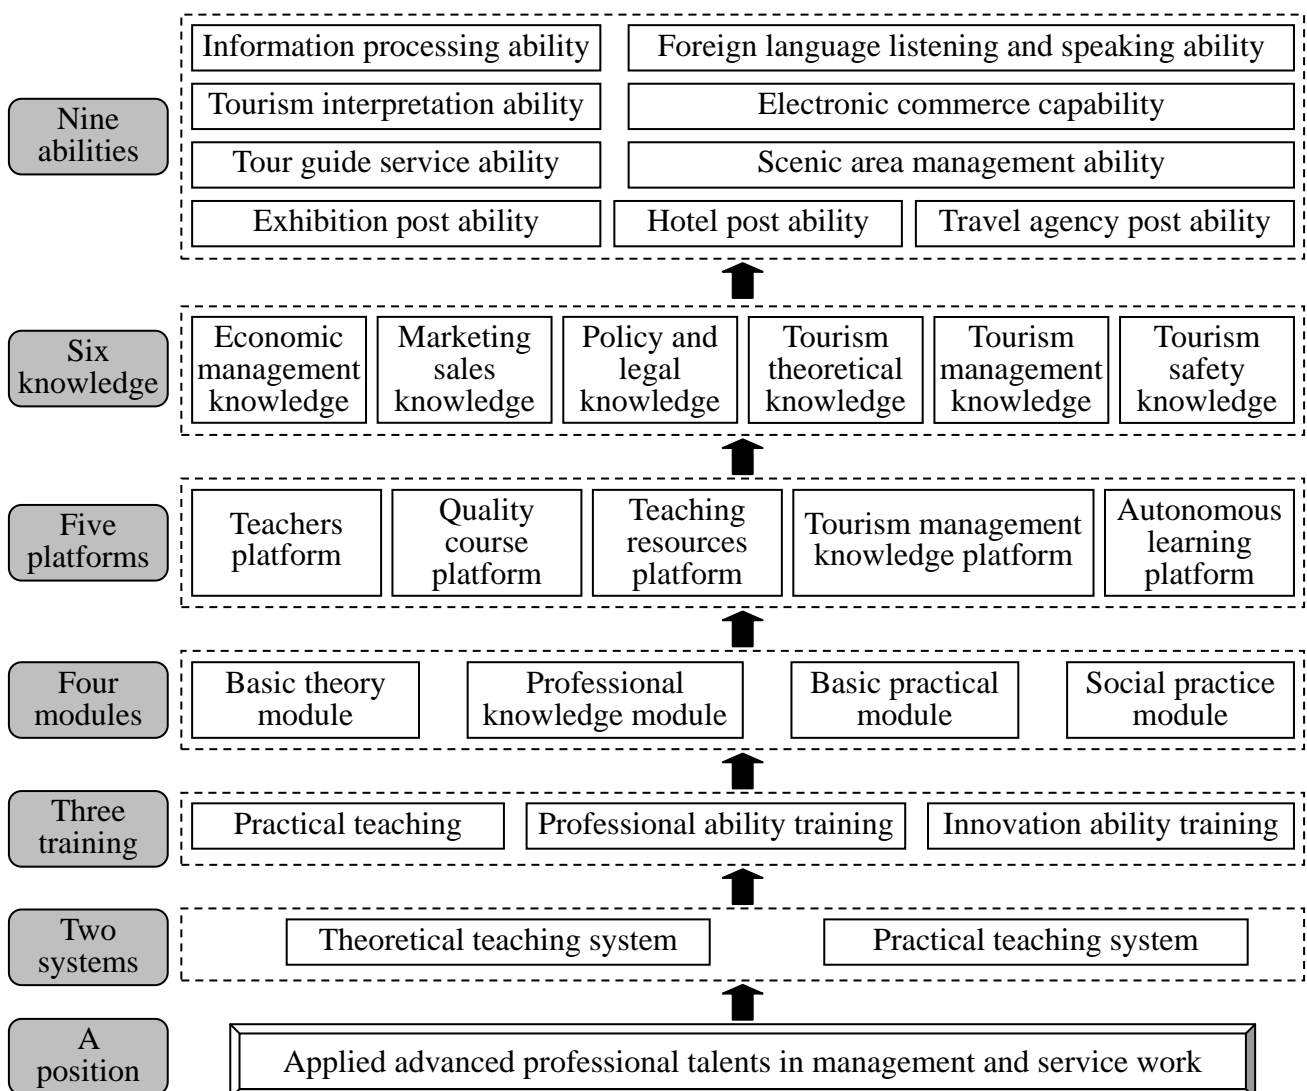 Information processing ability
Foreign language listening and speaking ability
Nine
abilities
Tourism interpretation ability
Electronic commerce capability
Tour guide service ability
Scenic area management ability
Exhibition post ability
Hotel post ability
Travel agency post ability
Six
knowledge
Economic
management
knowledge
Marketing
sales
knowledge
Policy and
legal
knowledge
Tourism
theoretical
knowledge
Tourism
management
knowledge
Tourism
safety
knowledge
Five
platforms
Teachers
platform
Quality
course
platform
Teaching
resources
platform
Tourism management
knowledge platform
Autonomous
learning
platform
Four
modules
Basic theory
module
Professional
knowledge module
Basic practical
module
Social practice
module
Three
training
Practical teaching
Professional ability training
Innovation ability training
Two
systems
Theoretical teaching system
Practical teaching system
A
position
Applied advanced professional talents in management and service work